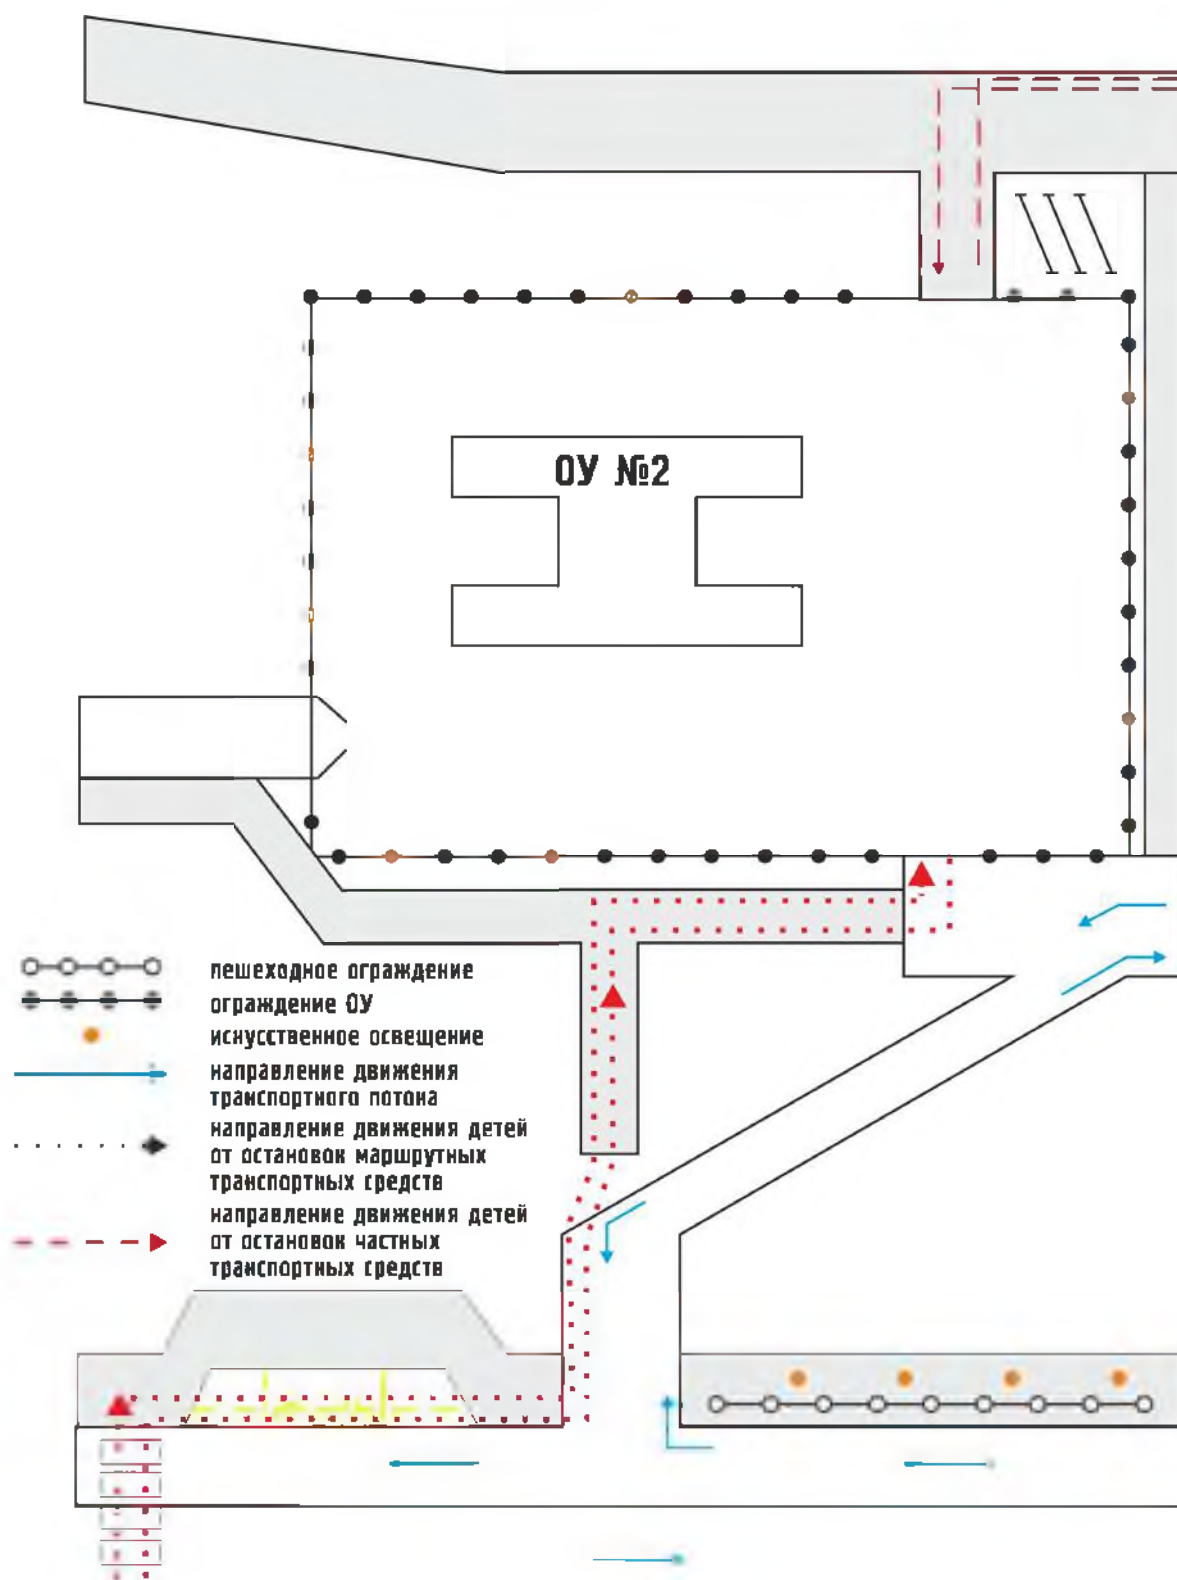 ОУ №2
пешеходное ограждение
ограждение ОУ
искусственное освещение
направление движения
транспортного потока
направление движения детей
от остановок маршрутных
транспортных средств
направление движения детей
от остановок частных
транспортных средств